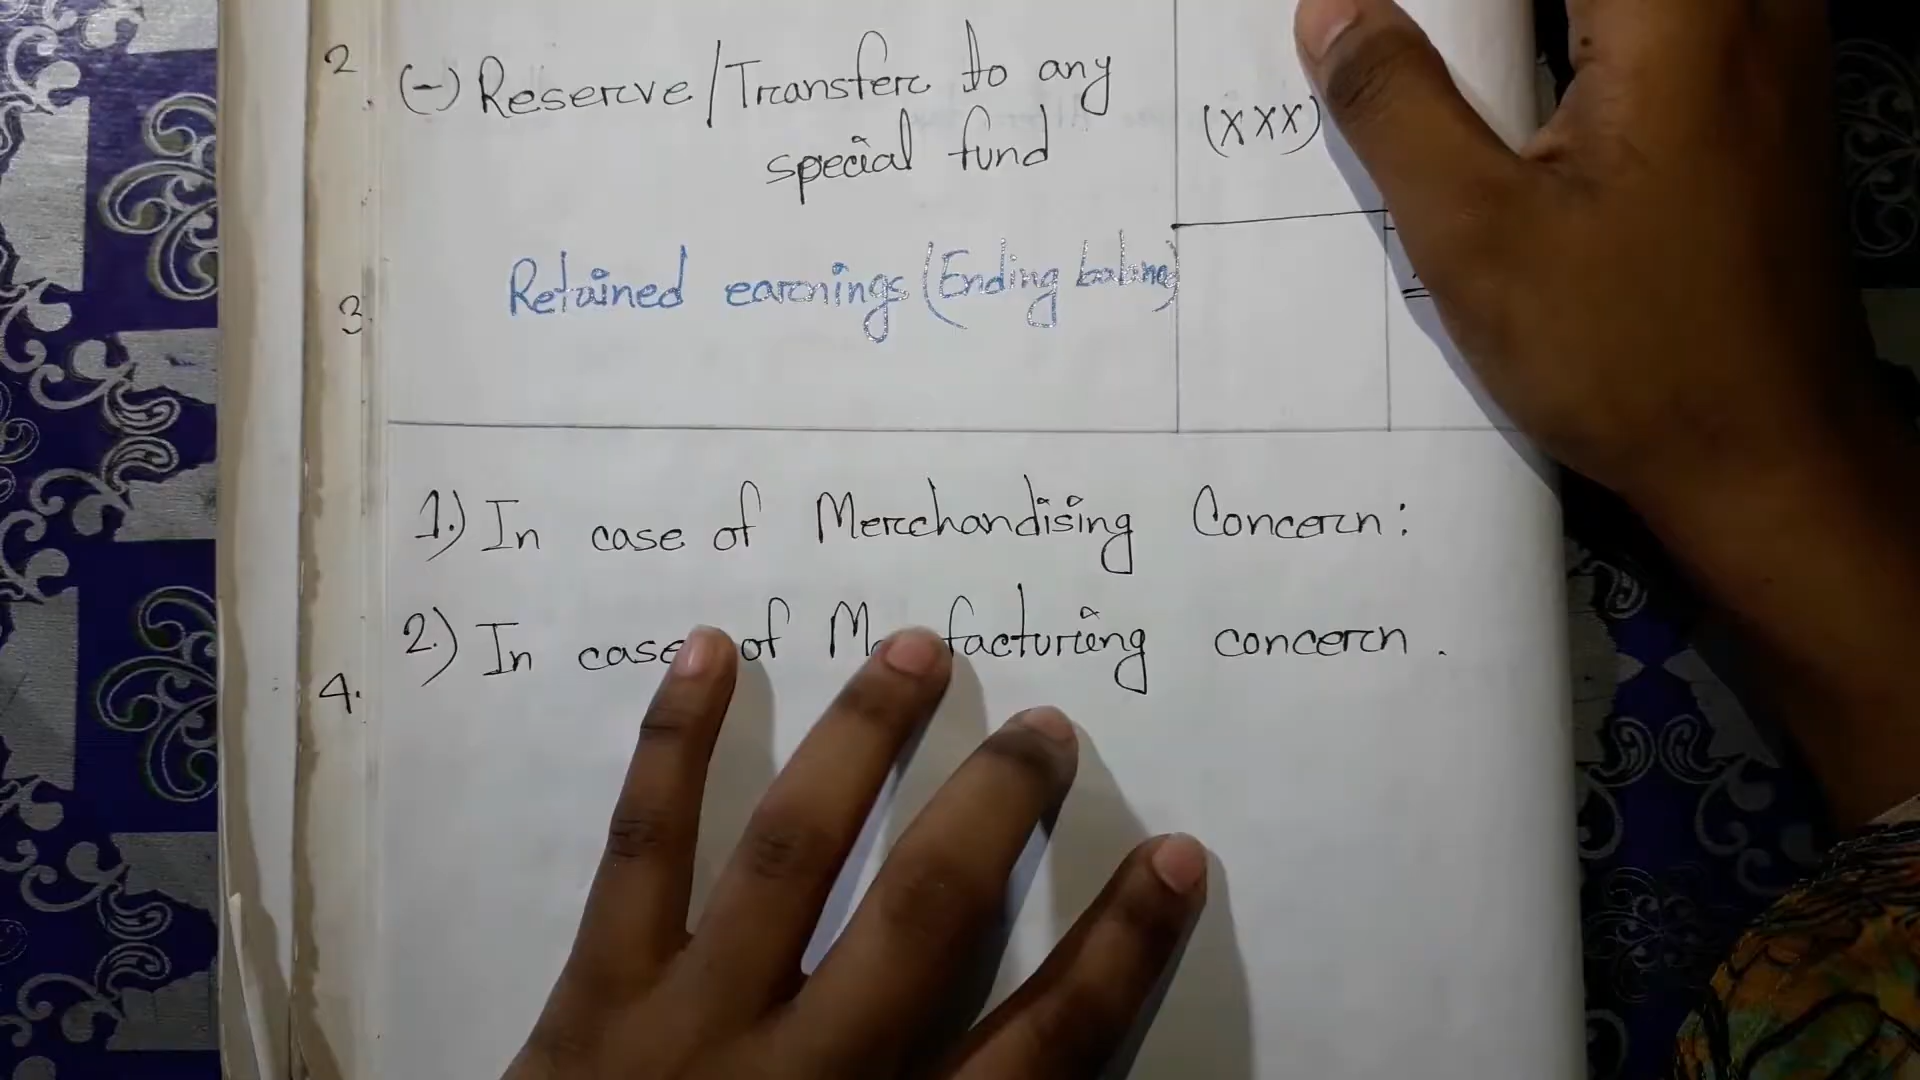 2. (-) Reserve/Transfer to any
special fund (XXX)
3. Retained earnings (Ending balance)
1.) In case of Merchandising Concern:
2.) In case of facturing concern.
4.